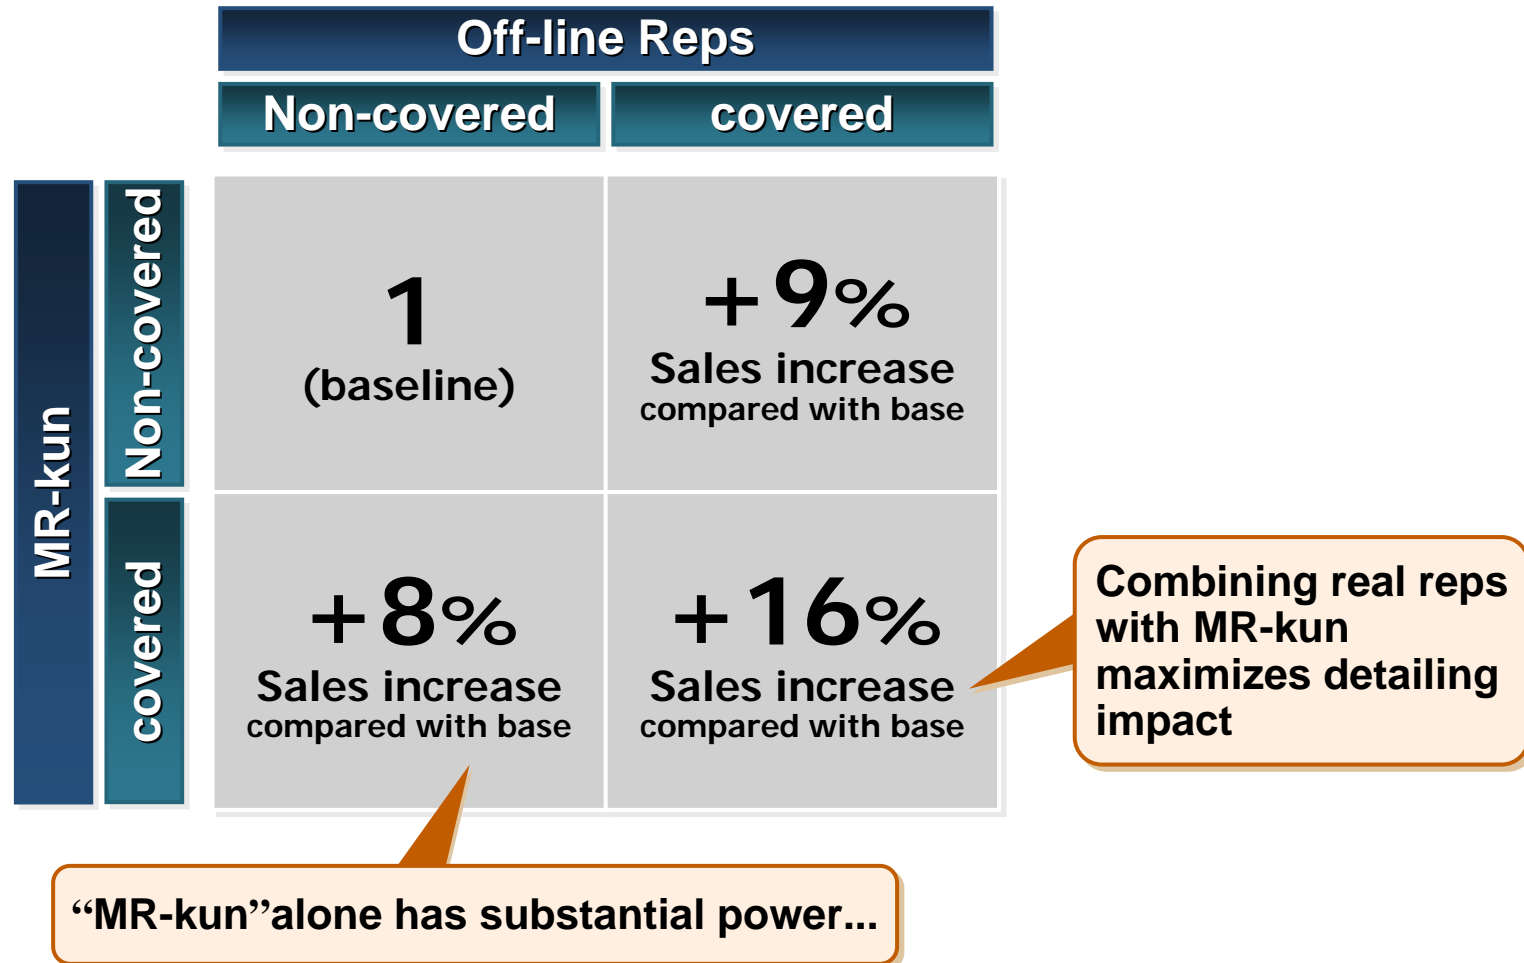 Off-line Reps
Non-covered
covered
MR-kun
Non-covered
1
(baseline)
+9%
Sales increase
compared with base
covered
+8%
Sales increase
compared with base
+16%
Sales increase
compared with base
Combining real reps
with MR-kun
maximizes detailing
impact
“MR-kun”alone has substantial power...